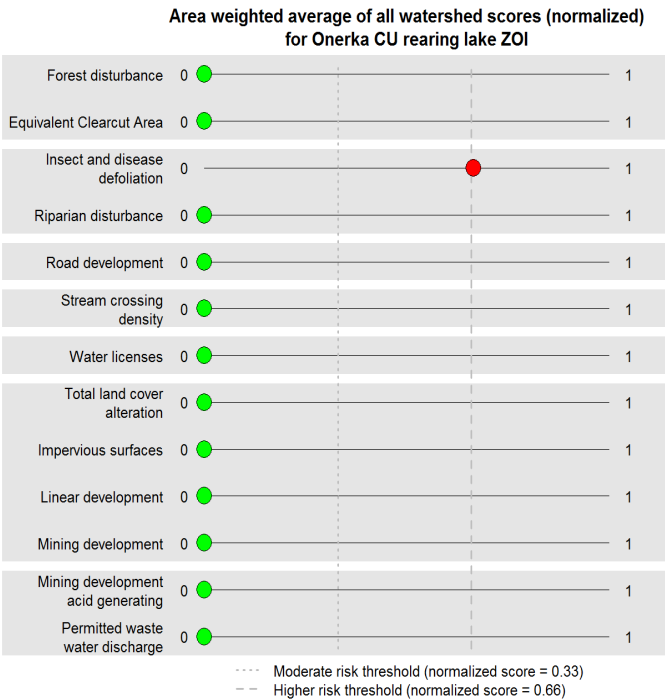 Area weighted average of all watershed scores (normalized)
for Onerka CU rearing lake ZOI
Forest disturbance 0 1
Equivalent Clearcut Area 0 1
Insect and disease
defoliation 0 1
Riparian disturbance 0 1
Road development 0 1
Stream crossing
density 0 1
Water licenses 0 1
Total land cover
alteration 0 1
Impervious surfaces 0 1
Linear development 0 1
Mining development 0 1
Mining development
acid generating 0 1
Permitted waste
water discharge 0 1
Moderate risk threshold (normalized score = 0.33)
Higher risk threshold (normalized score = 0.66)